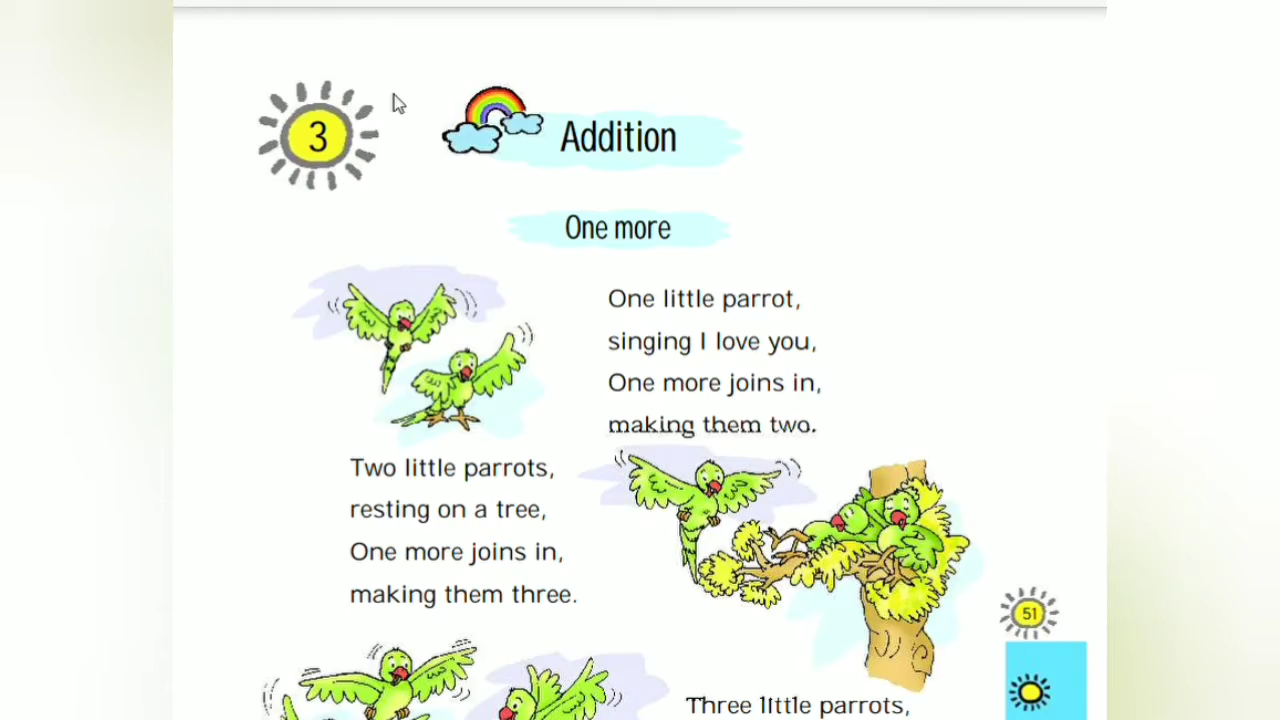 3
Addition
One more
One little parrot,
singing I love you,
One more joins in,
making them two.
Two little parrots,
resting on a tree,
One more joins in,
making them three.
51
Three little parrots,